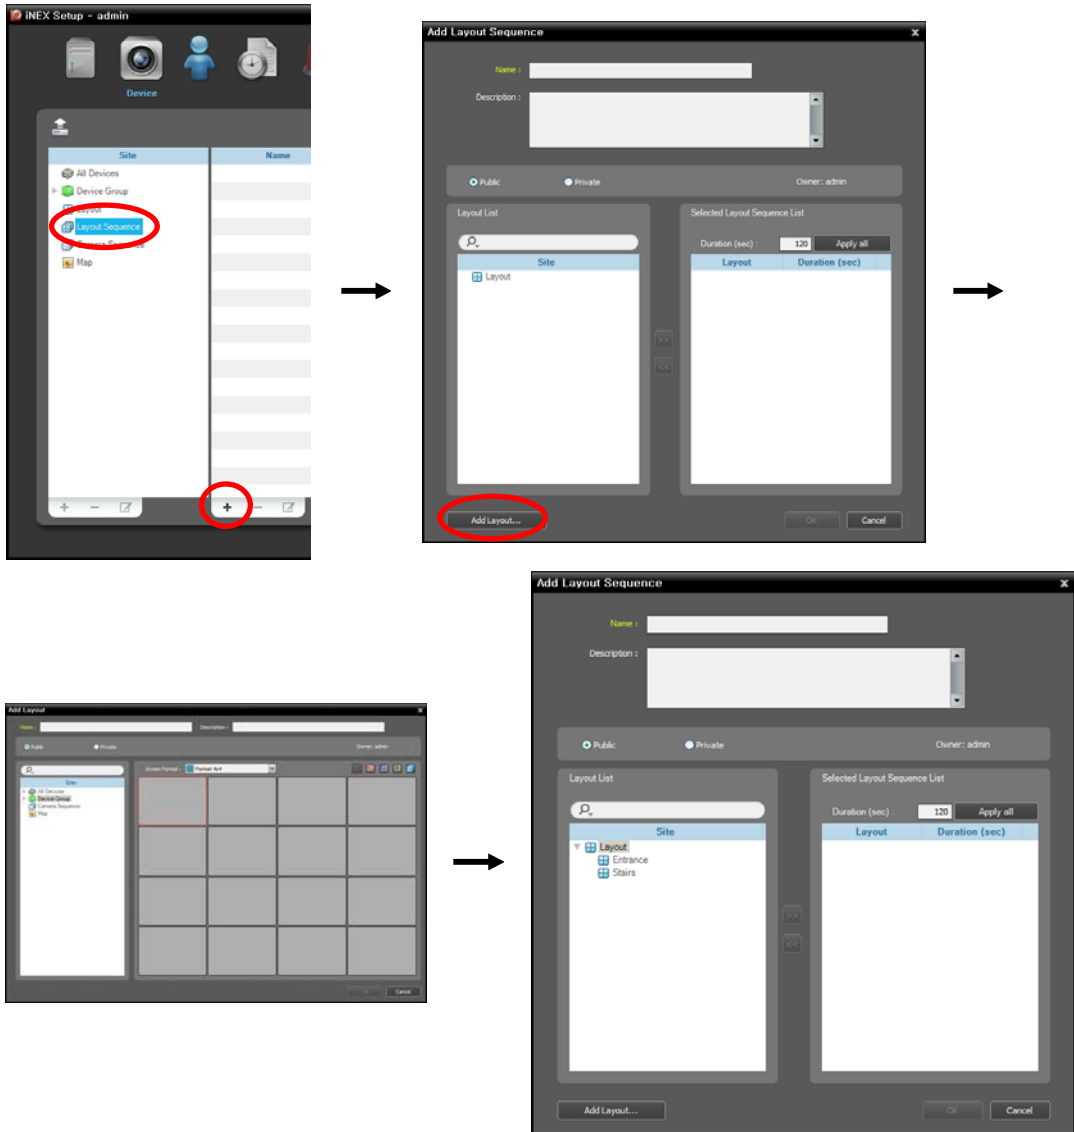 iNEX Setup - admin
Device
Site
Name
All Devices
Device Group
Layout
Layout Sequence
Camera Sequence
Map
Add Layout Sequence
x
Name :
Description :
Public
Private
Owner: admin
Layout List
Selected Layout Sequence List
Duration (sec) :
120
Apply all
Site
Layout
Duration (sec)
Layout
>>
<<
Add Layout...
OK
Cancel
Add Layout
x
Name :
Description :
Public
Private
Owner: admin
Screen Format :
Format 4x4
Site
All Devices
Device Group
Camera Sequence
Map
Cancel
Add Layout Sequence
x
Name :
Description :
Public
Private
Owner: admin
Layout List
Selected Layout Sequence List
Duration (sec) :
120
Apply all
Site
Layout
Duration (sec)
Layout
Entrance
Stairs
>>
<<
Add Layout...
OK
Cancel